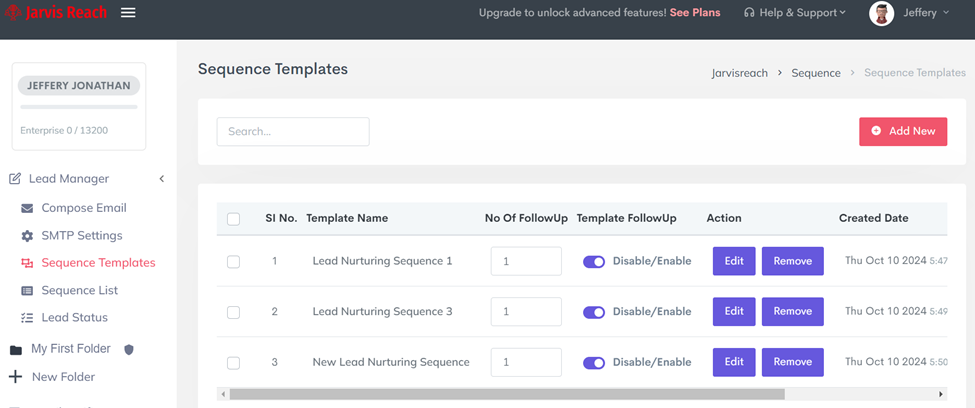 Jarvis Reach
Upgrade to unlock advanced features! See Plans
Help & Support
Jeffery
JEFFERY JONATHAN
Enterprise 0 / 13200
Lead Manager
Compose Email
SMTP Settings
Sequence Templates
Sequence List
Lead Status
My First Folder
New Folder
Sequence Templates
Jarvisreach > Sequence > Sequence Templates
Search...
Add New
SI No. Template Name No Of FollowUp Template FollowUp Action Created Date
1 Lead Nurturing Sequence 1 1 Disable/Enable Edit Remove Thu Oct 10 2024 5:47
2 Lead Nurturing Sequence 3 1 Disable/Enable Edit Remove Thu Oct 10 2024 5:49
3 New Lead Nurturing Sequence 1 Disable/Enable Edit Remove Thu Oct 10 2024 5:50